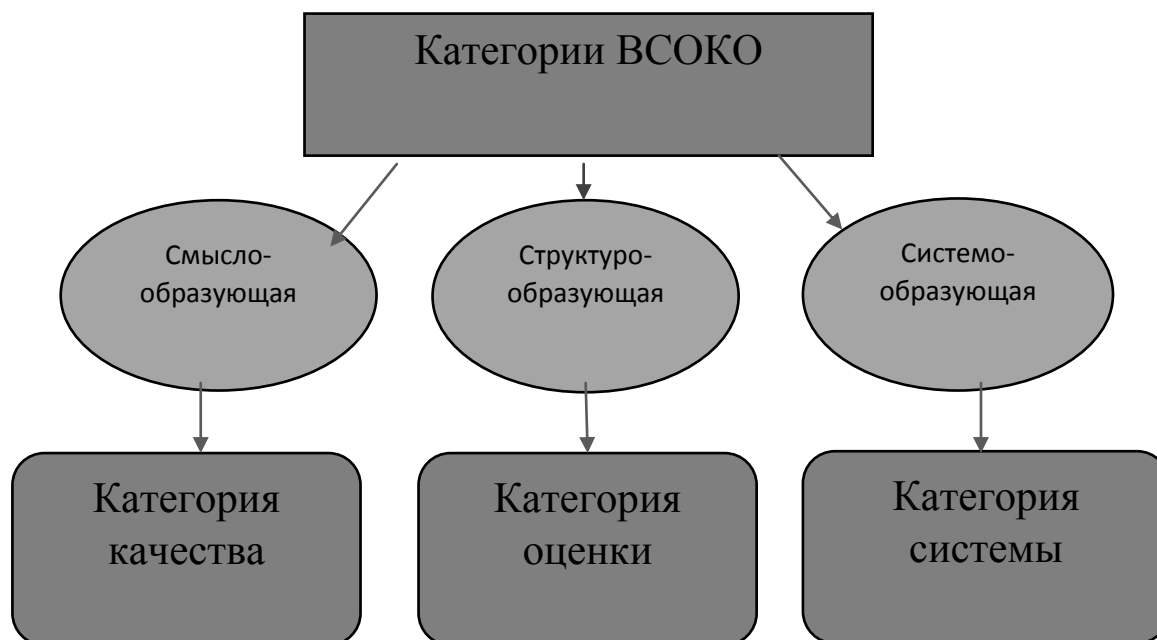 Категории ВСОКО
Смысло-
образующая
Структуро-
образующая
Системо-
образующая
Категория
качества
Категория
оценки
Категория
системы